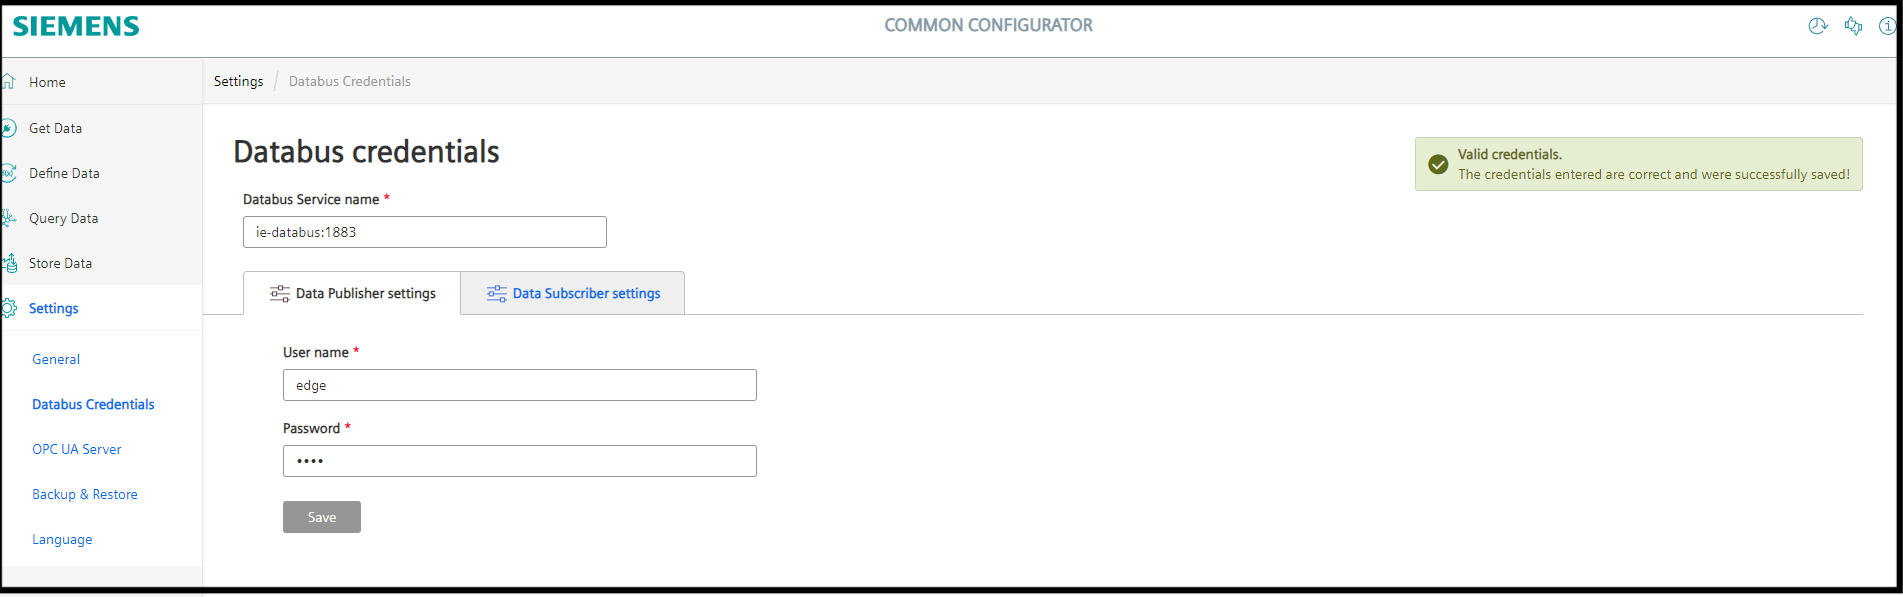 SIEMENS
COMMON CONFIGURATOR
Home
Get Data
Define Data
Query Data
Store Data
Settings
General
Databus Credentials
OPC UA Server
Backup & Restore
Language
Settings / Databus Credentials
Databus credentials
Valid credentials.
The credentials entered are correct and were successfully saved!
Databus Service name *
ie-databus:1883
Data Publisher settings
Data Subscriber settings
User name *
edge
Password *
••••
Save